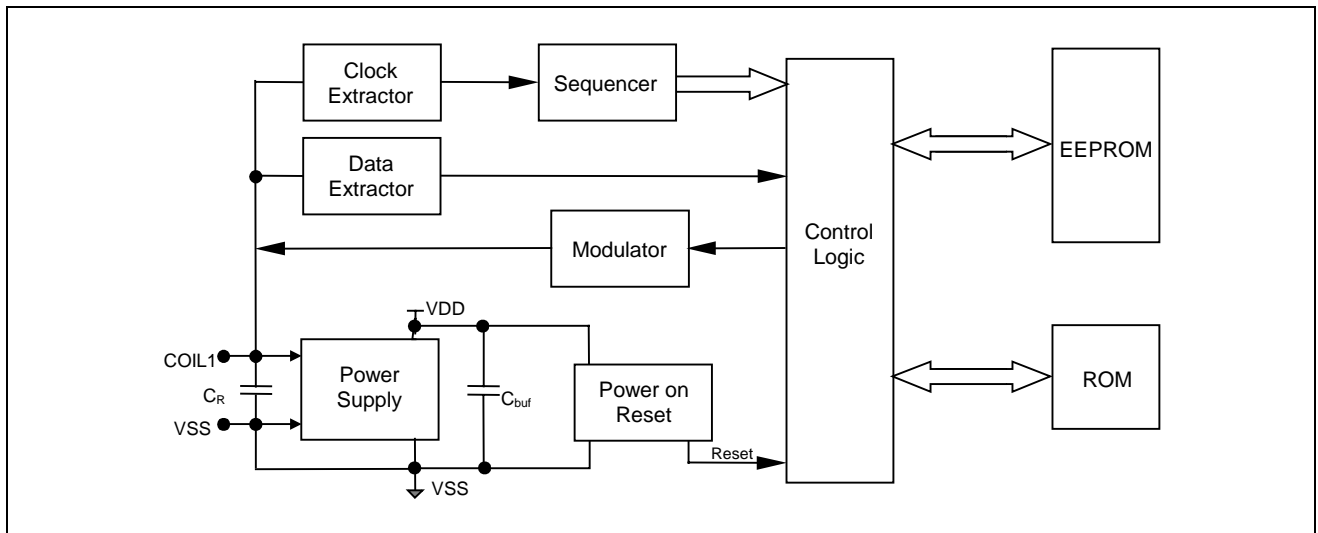 Clock
Extractor
Sequencer
EEPROM
Data
Extractor
Control
Logic
Modulator
VDD
COIL1
CR
VSS
Power
Supply
Cbuf
Power on
Reset
ROM
Reset
VSS